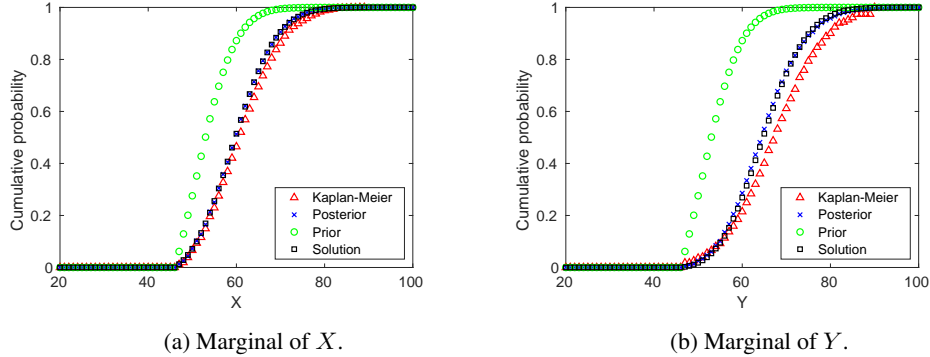 1
0.8
0.6
0.4
0.2
0
Cumulative probability
20 40 60 80 100
X
Kaplan-Meier
Posterior
Prior
Solution
(a) Marginal of X.
1
0.8
0.6
0.4
0.2
0
Cumulative probability
20 40 60 80 100
Y
Kaplan-Meier
Posterior
Prior
Solution
(b) Marginal of Y.